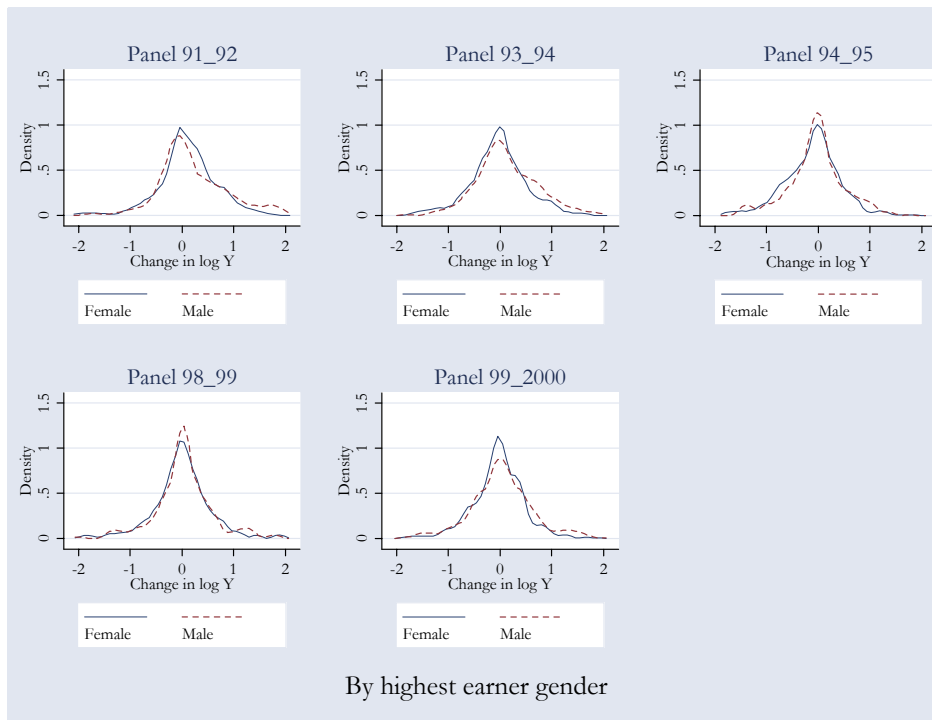 Panel 91_92
1.5
1
.5
0
Density
-2 -1 0 1 2
Change in log Y
Female Male
Panel 93_94
1.5
1
.5
0
Density
-2 -1 0 1 2
Change in log Y
Female Male
Panel 94_95
1.5
1
.5
0
Density
-2 -1 0 1 2
Change in log Y
Female Male
Panel 98_99
1.5
1
.5
0
Density
-2 -1 0 1 2
Change in log Y
Female Male
Panel 99_2000
1.5
1
.5
0
Density
-2 -1 0 1 2
Change in log Y
Female Male
By highest earner gender